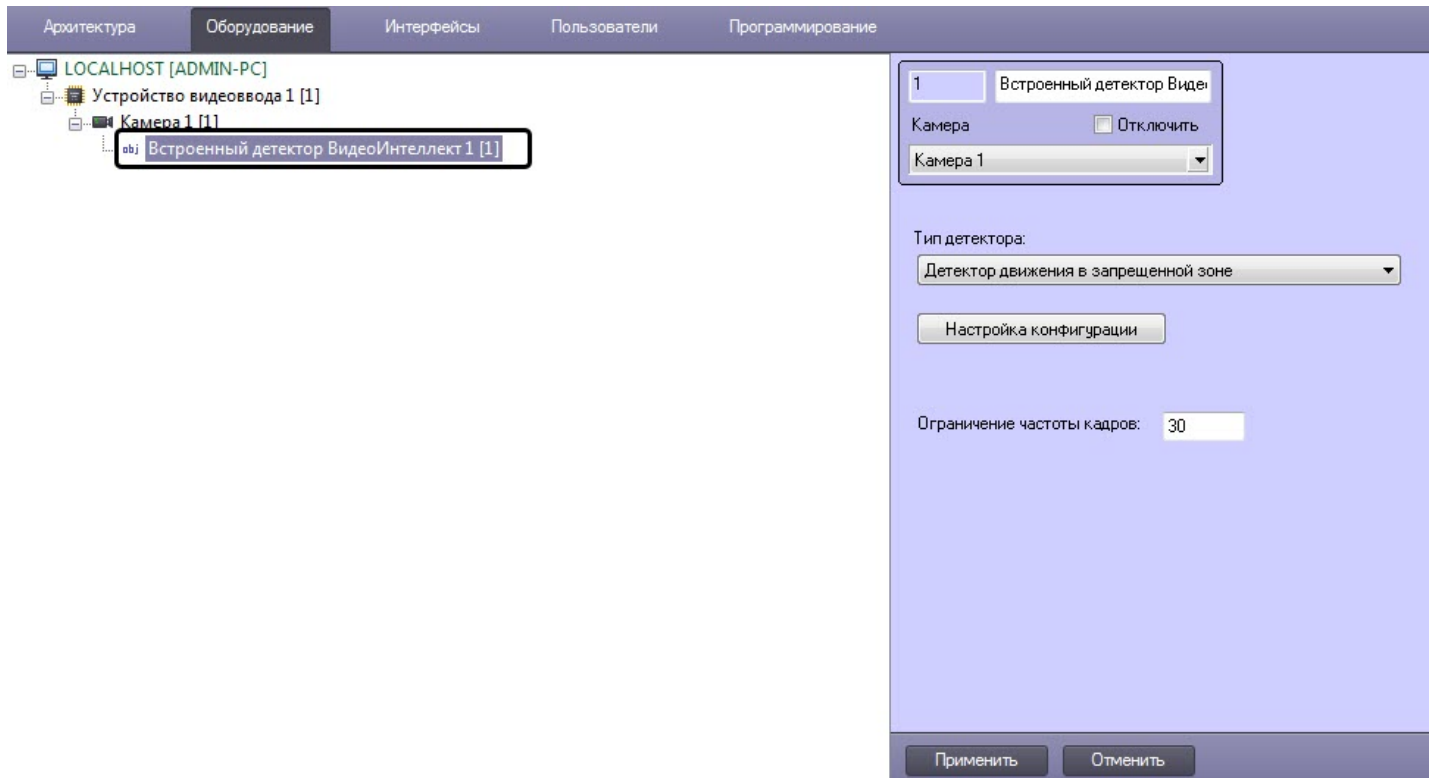 Архитектура Оборудование Интерфейсы Пользователи Программирование
LOCALHOST [ADMIN-PC]
Устройство видеоввода 1 [1]
Камера 1 [1]
obj Встроенный детектор ВидеоИнтеллект 1 [1]
1 Встроенный детектор Виде
Камера Отключить
Камера 1
Тип детектора:
Детектор движения в запрещенной зоне
Настройка конфигурации
Ограничение частоты кадров: 30
Применить Отменить